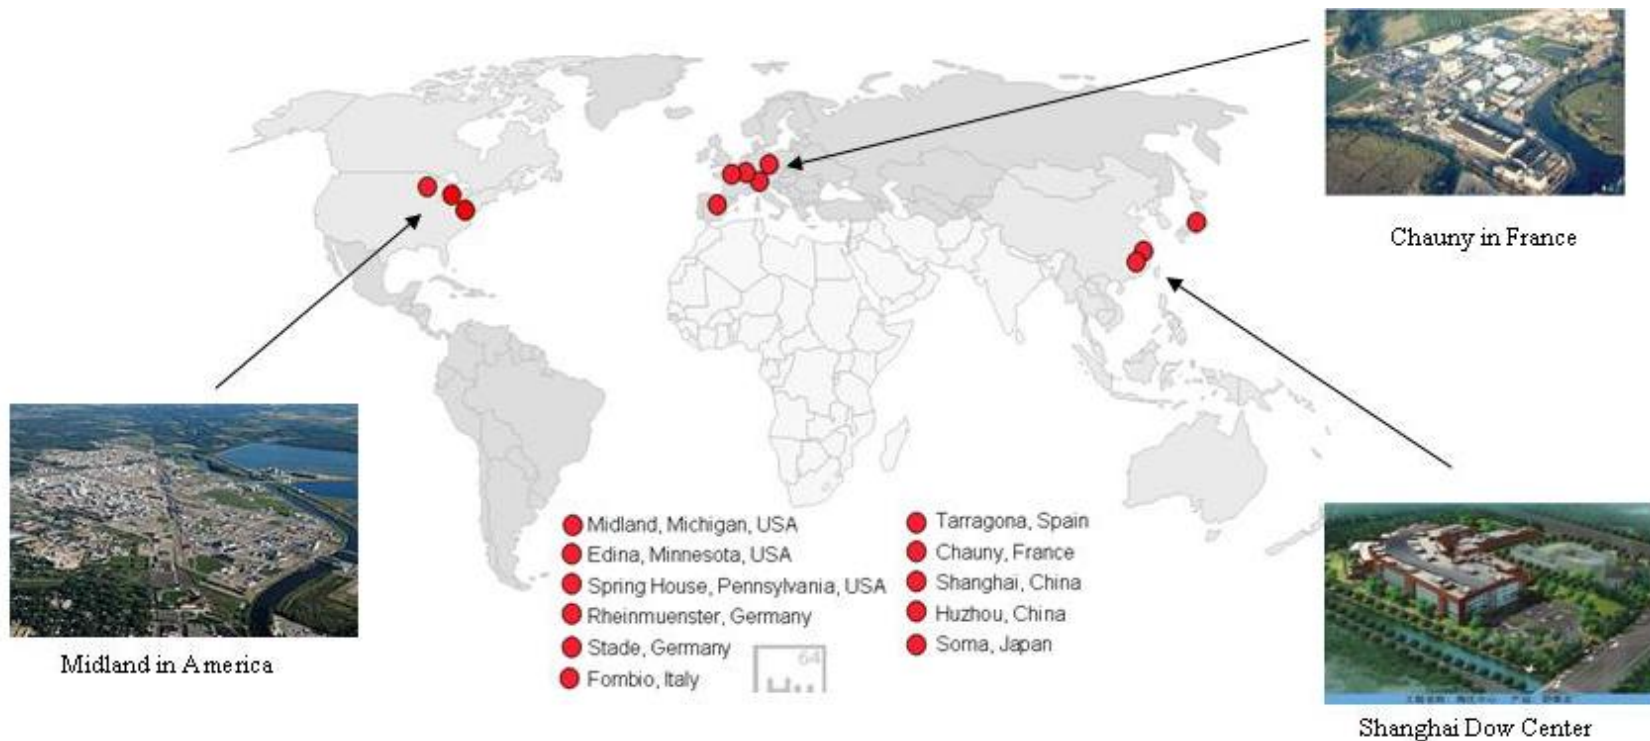 Chauny in France
Midland, Michigan, USA
Edina, Minnesota, USA
Spring House, Pennsylvania, USA
Rheinmuenster, Germany
Stade, Germany
Fombio, Italy
64
Tarragona, Spain
Chauny, France
Shanghai, China
Huzhou, China
Soma, Japan
Midland in America
Shanghai Dow Center